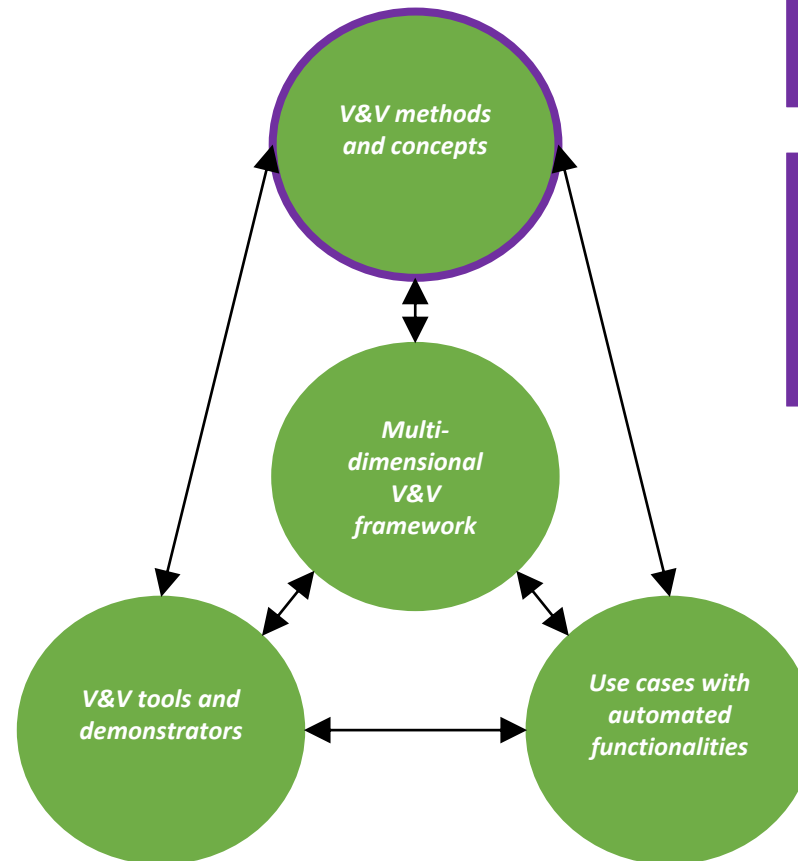 V&V methods
and concepts
Multi-
dimensional
V&V
framework
V&V tools and
demonstrators
Use cases with
automated
functionalities